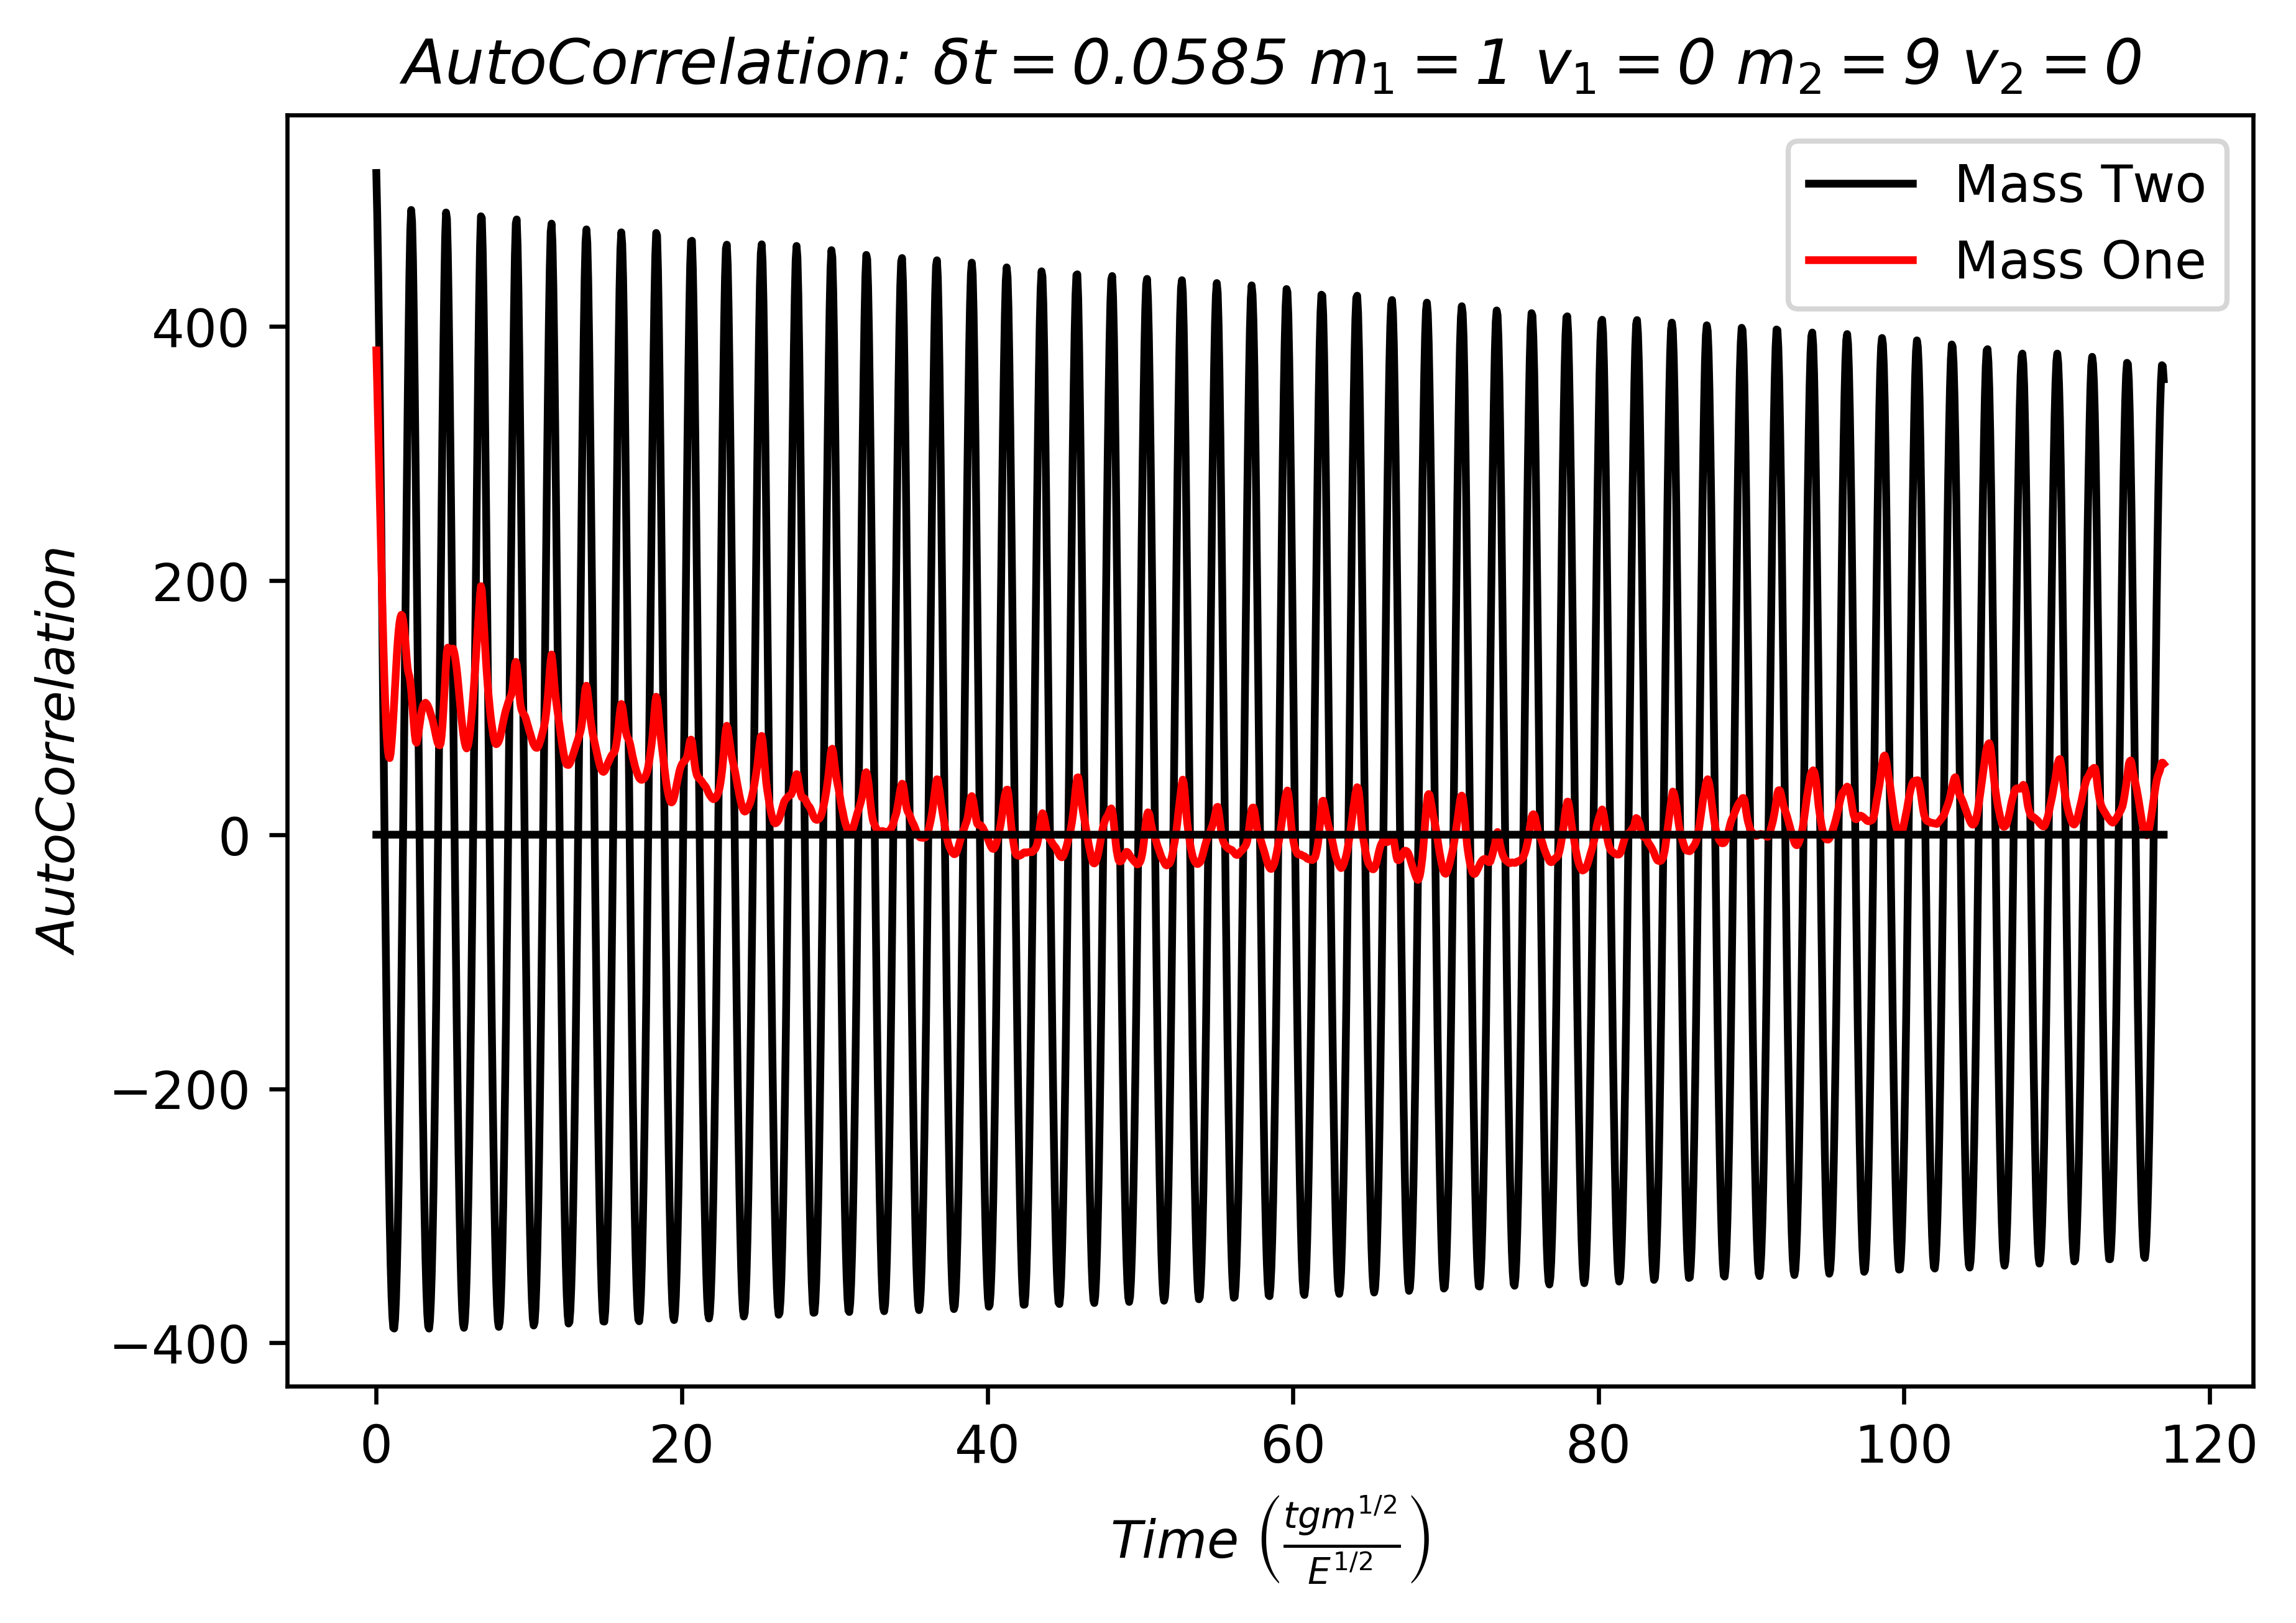 AutoCorrelation: δt = 0.0585 m₁ = 1 v₁ = 0 m₂ = 9 v₂ = 0
Mass Two
Mass One
AutoCorrelation
400
200
0
−200
−400
0 20 40 60 80 100 120
Time (tgm^{1/2} / E^{1/2})